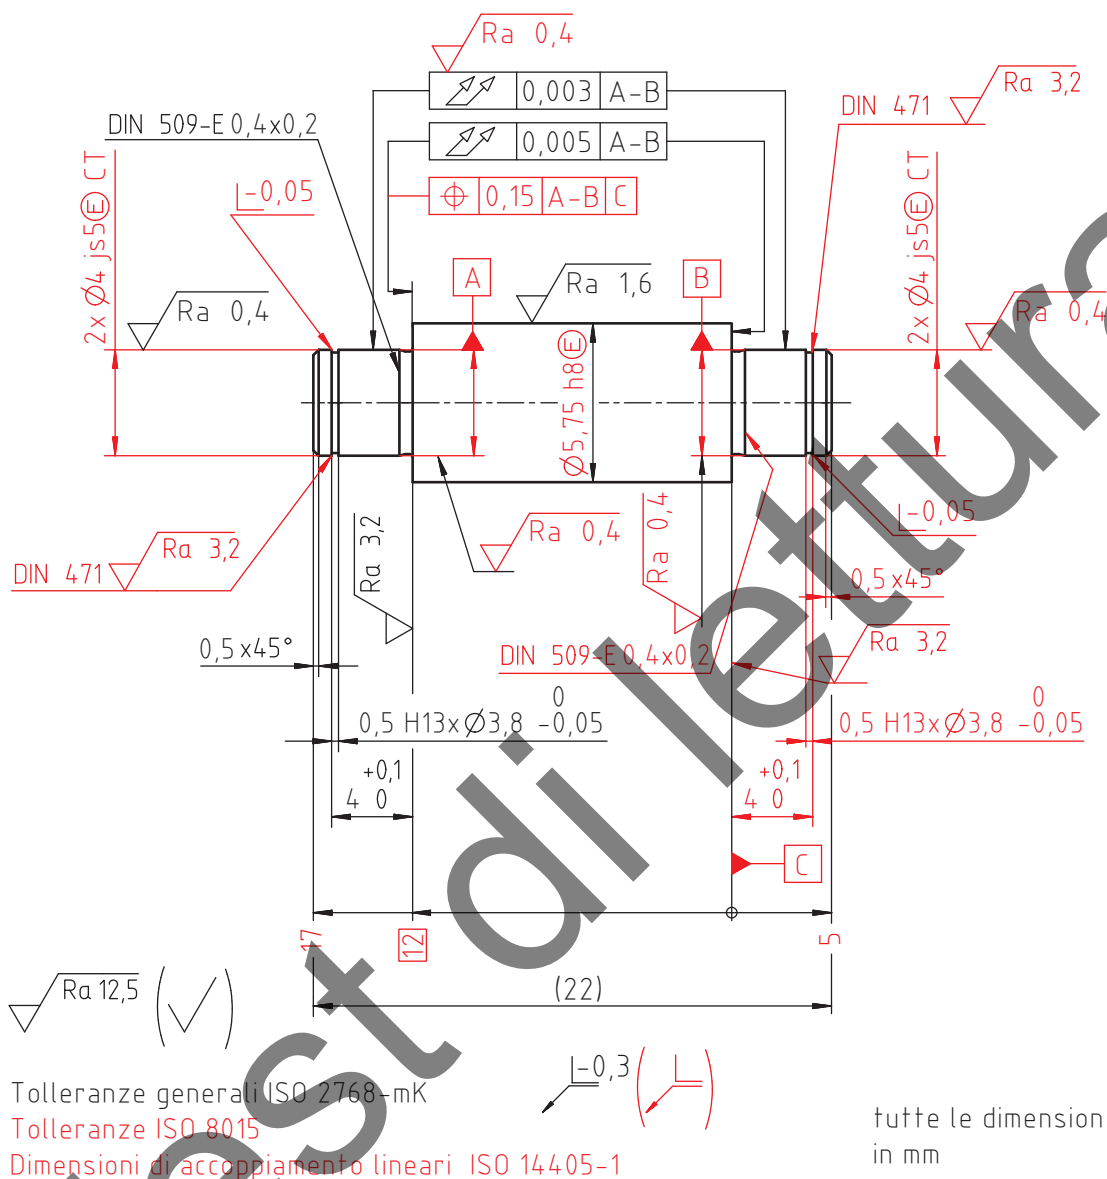 Ra 0,4
0,003 A-B
DIN 471
Ra 3,2
DIN 509-E 0,4x0,2
0,005 A-B
-0,05
0,15 A-B C
2x Ø4 js5Ⓔ CT
2x Ø4 js5Ⓔ CT
A
B
Ra 0,4
Ra 1,6
Ra 0,4
Ø5,75 h8Ⓔ
-0,05
Ra 3,2
DIN 471
Ra 3,2
Ra 0,4
Ra 0,4
0,5x45°
0,5x45°
DIN 509-E 0,4x0,2
Ra 3,2
0
0,5 H13xØ3,8 -0,05
0
0,5 H13xØ3,8 -0,05
+0,1
4 0
+0,1
4 0
C
17
12
5
(22)
Ra 12,5
-0,3
Tolleranze generali ISO 2768-mK
Tolleranze ISO 8015
Dimensioni di accoppiamento lineari ISO 14405-1
tutte le dimension
in mm
di lettura